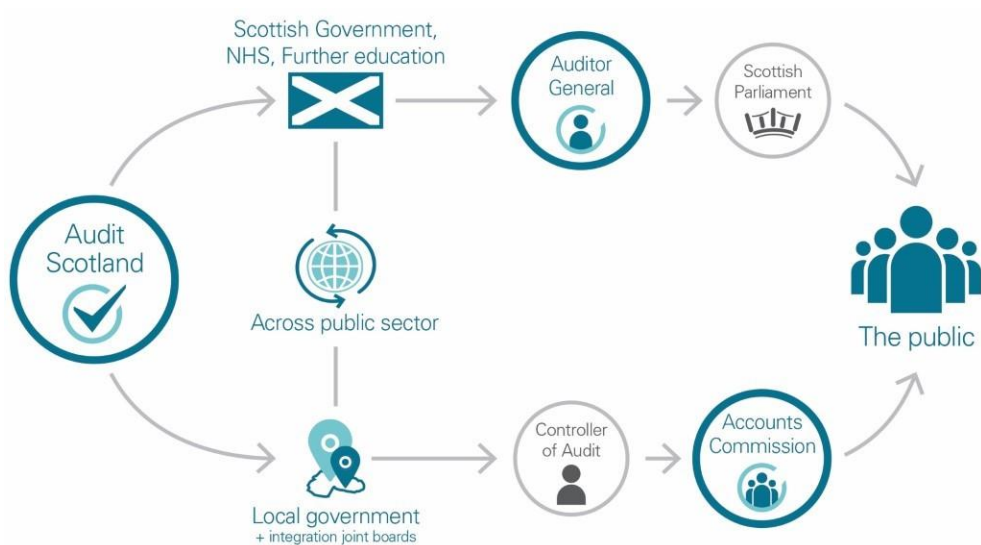 Scottish Government,
NHS, Further education
Auditor
General
Scottish
Parliament
Audit
Scotland
Across public sector
The public
Controller
of Audit
Accounts
Commission
Local government
+ integration joint boards